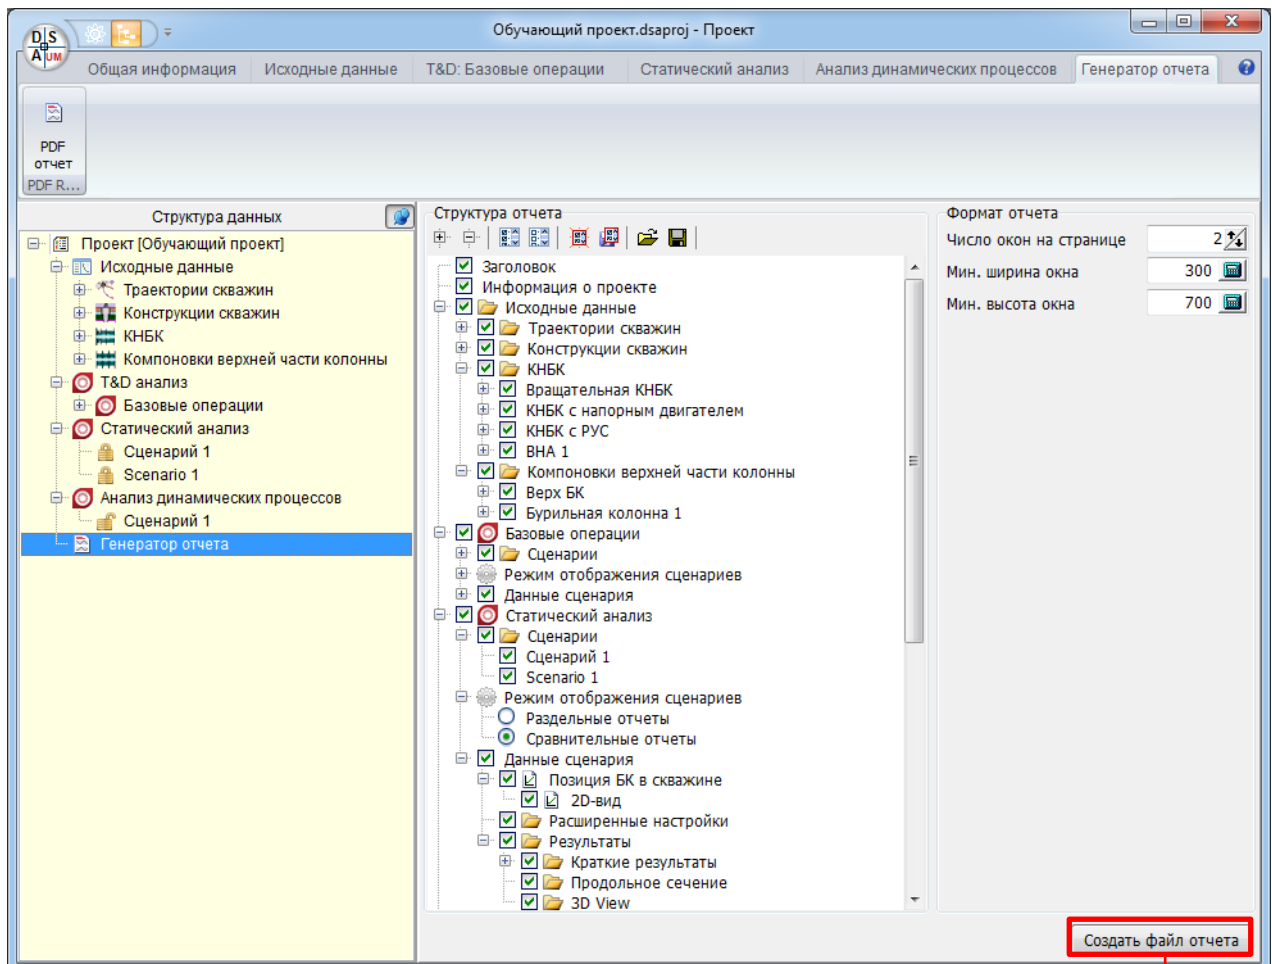 Обучающий проект.dsaproj - Проект
D S
A UM
Общая информация
Исходные данные
T&D: Базовые операции
Статический анализ
Анализ динамических процессов
Генератор отчета
PDF
отчет
PDF R...
Структура данных
Проект [Обучающий проект]
Исходные данные
Траектории скважин
Конструкции скважин
КНБК
Компоновки верхней части колонны
T&D анализ
Базовые операции
Статический анализ
Сценарий 1
Scenario 1
Анализ динамических процессов
Сценарий 1
Генератор отчета
Структура отчета
Заголовок
Информация о проекте
Исходные данные
Траектории скважин
Конструкции скважин
КНБК
Вращательная КНБК
КНБК с напорным двигателем
КНБК с РУС
BHA 1
Компоновки верхней части колонны
Верх БК
Бурильная колонна 1
Базовые операции
Сценарии
Режим отображения сценариев
Данные сценария
Статический анализ
Сценарии
Сценарий 1
Scenario 1
Режим отображения сценариев
Раздельные отчеты
Сравнительные отчеты
Данные сценария
Позиция БК в скважине
2D-вид
Расширенные настройки
Результаты
Краткие результаты
Продольное сечение
3D View
Формат отчета
Число окон на странице 2
Мин. ширина окна 300
Мин. высота окна 700
Создать файл отчета